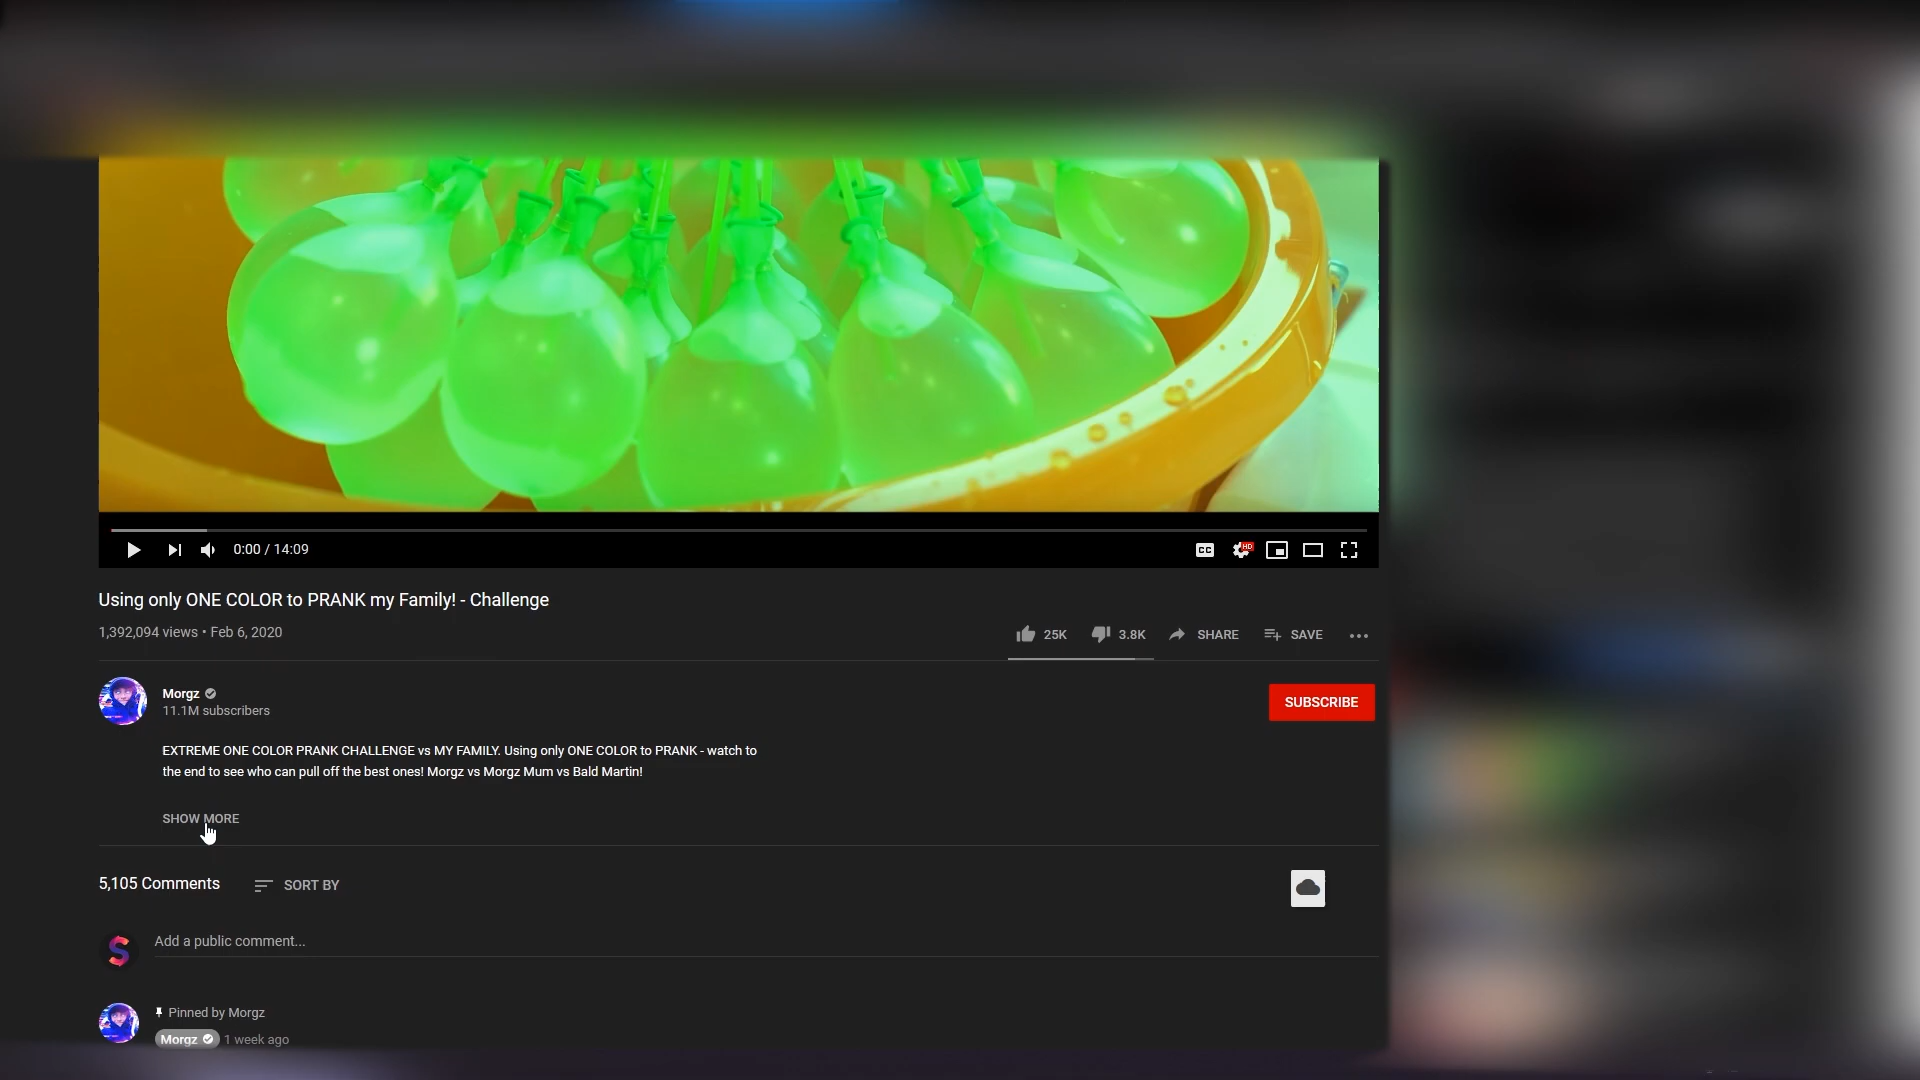 CC
HD
0:00 / 14:09
Using only ONE COLOR to PRANK my Family! - Challenge
1,392,094 views • Feb 6, 2020
25K
3.8K
SHARE
SAVE
Morgz
11.1M subscribers
SUBSCRIBE
EXTREME ONE COLOR PRANK CHALLENGE vs MY FAMILY. Using only ONE COLOR to PRANK - watch to
the end to see who can pull off the best ones! Morgz vs Morgz Mum vs Bald Martin!
SHOW MORE
5,105 Comments
SORT BY
S
Add a public comment...
Pinned by Morgz
Morgz
1 week ago